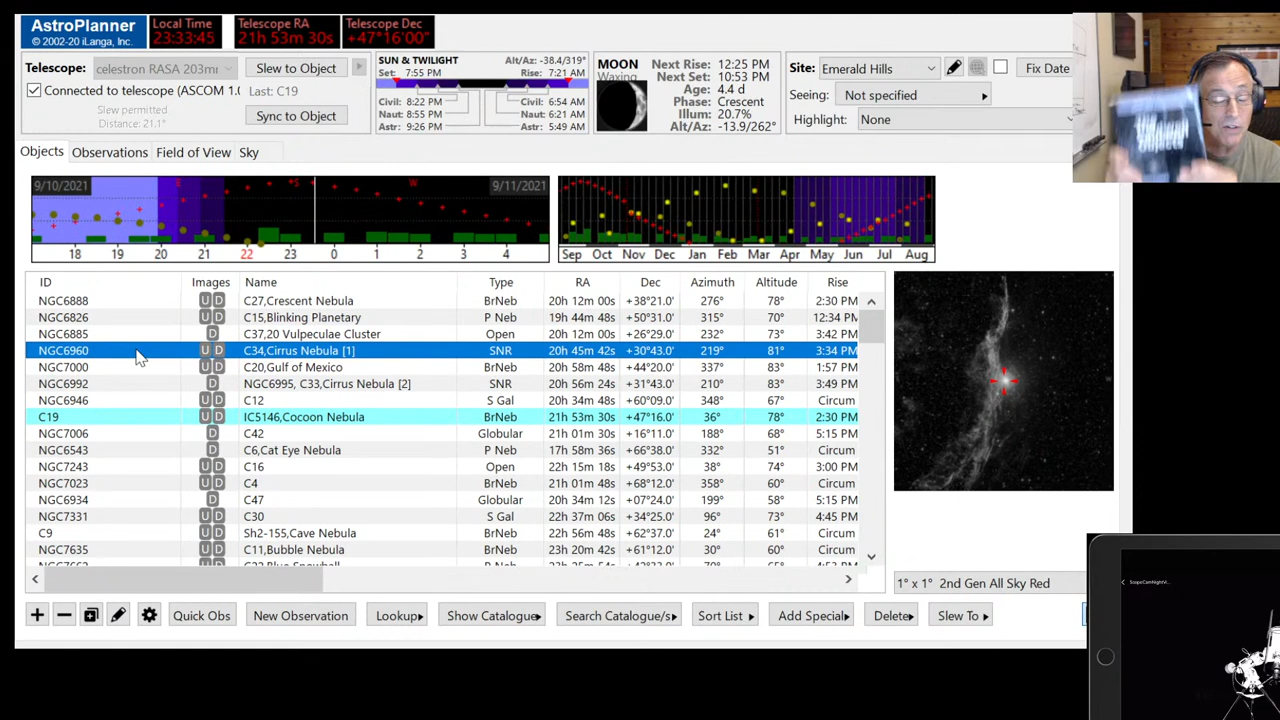 AstroPlanner
© 2002-20 iLanga, Inc.
Local Time
23:33:45
Telescope RA
21h 53m 30s
Telescope Dec
+47°16'00"
Telescope:
celestron RASA 203mr
Slew to Object
Connected to telescope (ASCOM 1.0
Last: C19
Slew permitted
Distance: 21.1°
Sync to Object
SUN & TWILIGHT
Alt/Az: -38.4/319°
Set: 7:55 PM
Rise: 7:21 AM
Civil: 8:22 PM
Civil: 6:54 AM
Naut: 8:55 PM
Naut: 6:21 AM
Astr: 9:26 PM
Astr: 5:49 AM
MOON
Waxing
Next Rise: 12:25 PM
Next Set: 10:53 PM
Age: 4.4 d
Phase: Crescent
Illum: 20.7%
Alt/Az: -13.9/262°
Site: Emerald Hills
Fix Date
Seeing: Not specified
Highlight: None
Objects Observations Field of View Sky
9/10/2021 E S W 9/11/2021
18 19 20 21 22 23 0 1 2 3 4
Sep Oct Nov Dec Jan Feb Mar Apr May Jun Jul Aug
ID Images Name Type RA Dec Azimuth Altitude Rise
NGC6888 U D C27,Crescent Nebula BrNeb 20h 12m 00s +38°21.0' 276° 78° 2:30 PM
NGC6826 U D C15,Blinking Planetary P Neb 19h 44m 48s +50°31.0' 315° 70° 12:34 PM
NGC6885 D C37,20 Vulpeculae Cluster Open 20h 12m 00s +26°29.0' 232° 73° 3:42 PM
NGC6960 U D C34,Cirrus Nebula [1] SNR 20h 45m 42s +30°43.0' 219° 81° 3:34 PM
NGC7000 U D C20,Gulf of Mexico BrNeb 20h 58m 48s +44°20.0' 337° 83° 1:57 PM
NGC6992 D NGC6995, C33,Cirrus Nebula [2] SNR 20h 56m 24s +31°43.0' 210° 83° 3:49 PM
NGC6946 U D C12 S Gal 20h 34m 48s +60°09.0' 348° 67° Circum
C19 U D IC5146,Cocoon Nebula BrNeb 21h 53m 30s +47°16.0' 36° 78° 2:30 PM
NGC7006 D C42 Globular 21h 01m 30s +16°11.0' 188° 68° 5:15 PM
NGC6543 D C6,Cat Eye Nebula P Neb 17h 58m 36s +66°38.0' 332° 51° Circum
NGC7243 U D C16 Open 22h 15m 18s +49°53.0' 38° 74° 3:00 PM
NGC7023 U D C4 BrNeb 21h 01m 48s +68°12.0' 358° 60° Circum
NGC6934 D C47 Globular 20h 34m 12s +07°24.0' 199° 58° 5:15 PM
NGC7331 U D C30 S Gal 22h 37m 06s +34°25.0' 96° 73° 4:45 PM
C9 U D Sh2-155,Cave Nebula BrNeb 22h 56m 48s +62°37.0' 24° 61° Circum
NGC7635 U D C11,Bubble Nebula BrNeb 23h 20m 42s +61°12.0' 30° 60° Circum
1° x 1° 2nd Gen All Sky Red
Quick Obs New Observation Lookup Show Catalogue Search Catalogue/s Sort List Add Special Delete Slew To